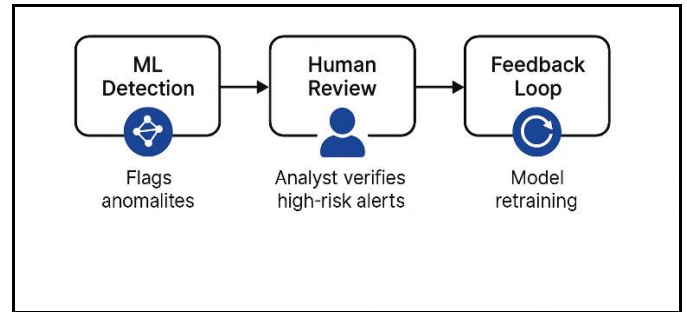 ML
Detection
Human
Review
Feedback
Loop
Flags
anomalites
Analyst verifies
high-risk alerts
Model
retraining